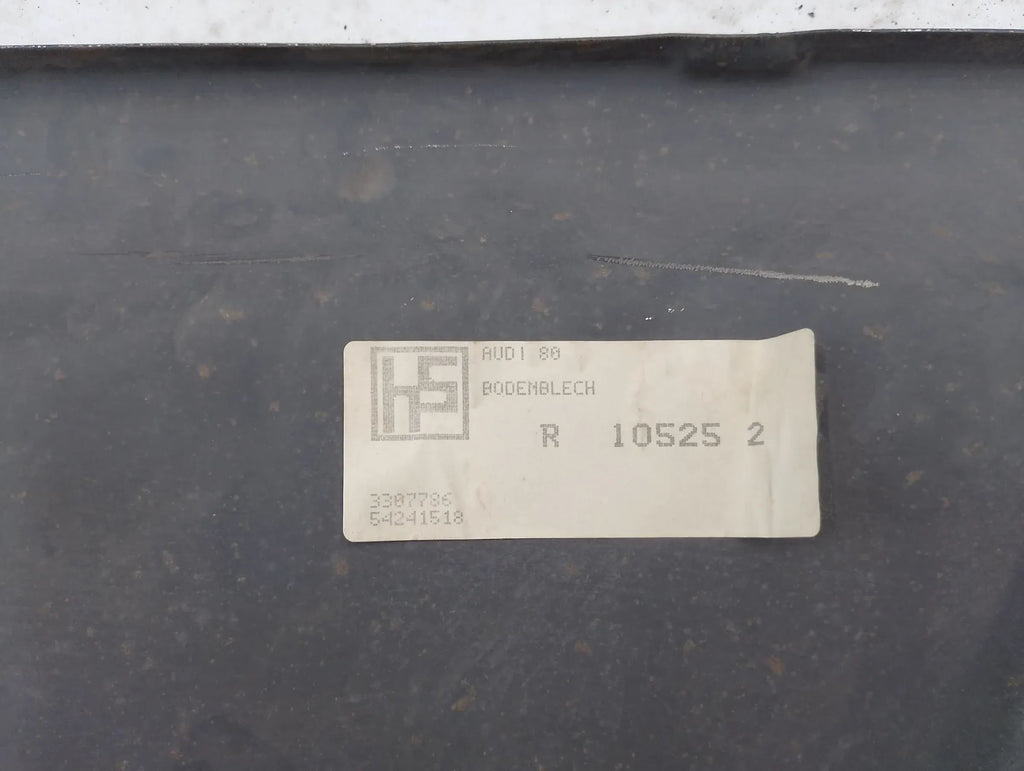 hs
AUDI 80
BODENBLECH
R 10525 2
3307786
54241518